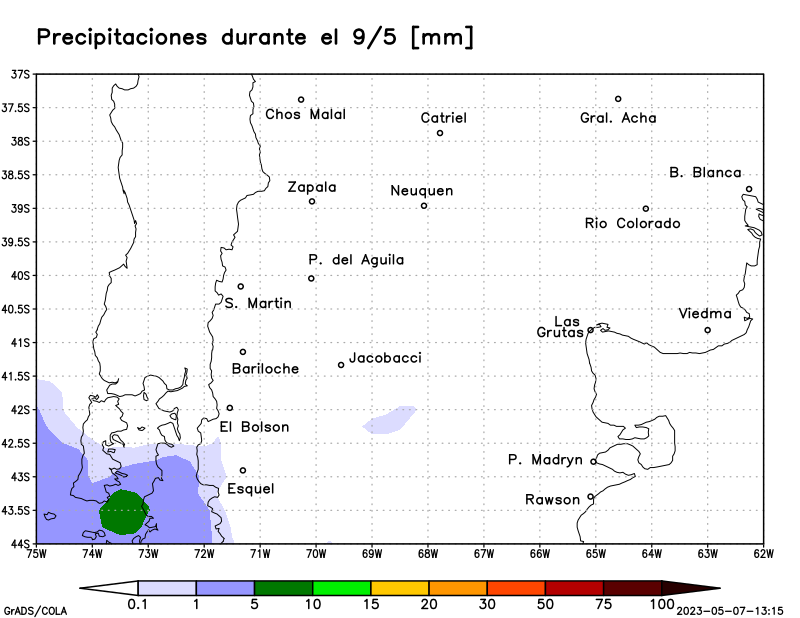 Precipitaciones durante el 9/5 [mm]
37S
37.5S
38S
38.5S
39S
39.5S
40S
40.5S
41S
41.5S
42S
42.5S
43S
43.5S
44S
Chos Malal
Catriel
Gral. Acha
B. Blanca
Zapala
Neuquen
Rio Colorado
P. del Aguila
S. Martin
Viedma
Las
Grutas
Bariloche
Jacobacci
El Bolson
Esquel
P. Madryn
Rawson
75W 74W 73W 72W 71W 70W 69W 68W 67W 66W 65W 64W 63W 62W
0.1 1 5 10 15 20 30 50 75 100
GrADS/COLA
2023-05-07-13:15